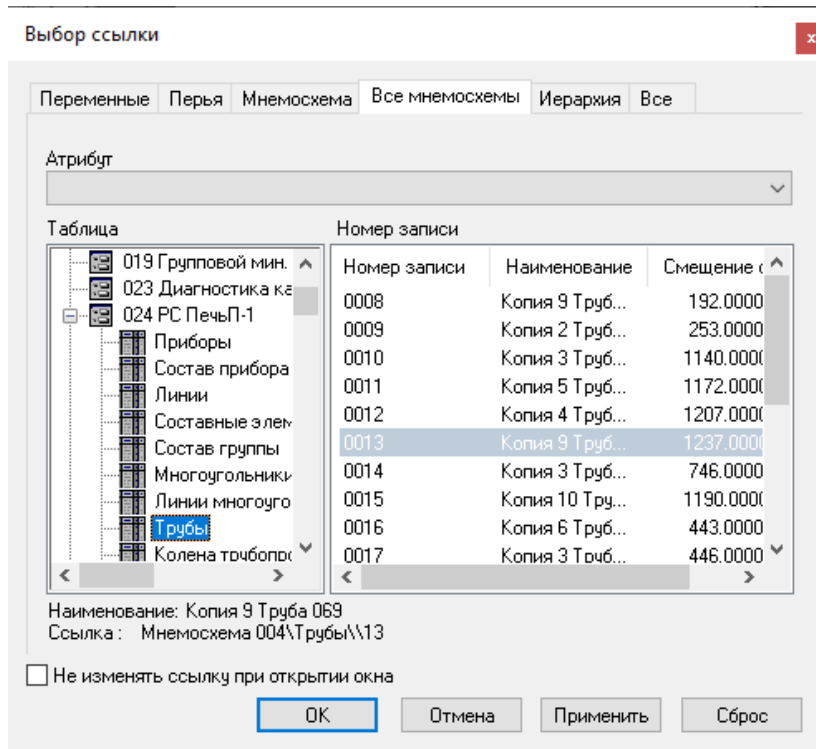 Выбор ссылки
x
Переменные Перья Мнемосхема Все мнемосхемы Иерархия Все
Атрибут
Таблица
019 Групповой мин.
023 Диагностика ка
024 РС ПечьП-1
Приборы
Состав прибора
Линии
Составные элем
Состав группы
Многоугольники
Линии многоуго
Трубы
Колена трубопро
Номер записи
Номер записи Наименование Смещение с
0008 Копия 9 Труб... 192.0000
0009 Копия 2 Труб... 253.0000
0010 Копия 3 Труб... 1140.000(
0011 Копия 5 Труб... 1172.000(
0012 Копия 4 Труб... 1207.000(
0013 Копия 9 Труб... 1237.000(
0014 Копия 3 Труб... 746.0000
0015 Копия 10 Тру... 1190.000(
0016 Копия 6 Труб... 443.0000
0017 Копия 3 Труб... 446.0000
Наименование: Копия 9 Труба 069
Ссылка : Мнемосхема 004\Трубы\\13
Не изменять ссылку при открытии окна
OK Отмена Применить Сброс